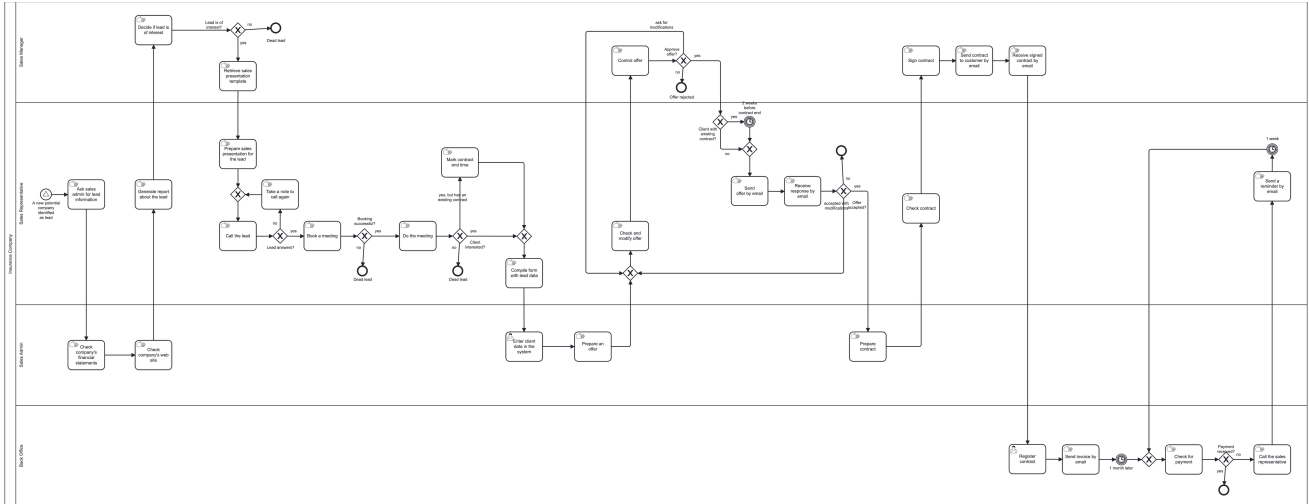 Insurance Company
Sales Manager
Decide if lead is
of interest
Lead is of
interest?
no
Dead lead
yes
Retrieve sales
presentation
template
ask for
modifications
Control offer
Approve
offer?
yes
no
Offer rejected
Sign contract
Send contract
to customer by
email
Receive signed
contract by
email
Sales Representative
A new potential
company
identified
as lead
Ask sales
admin for lead
information
Generate report
about the lead
Prepare sales
presentation for
the lead
Take a note to
call again
Call the lead
no
yes
Lead answers?
Book a meeting
Booking
successful?
yes
no
Dead lead
Do the meeting
Mark contract
end time
yes, but has an
existing contract
yes
Client
interested?
no
Dead lead
Compile form
with lead data
Check and
modify offer
Client with
existing
contract?
yes
no
2 weeks
before
contract end
Send
offer by email
Receive
response by
email
no
yes
Offer
accepted?
accepted with
modifications
Check contract
1 week
Send a
reminder by
email
Sales Admin
Check
company's
financial
statements
Check
company's web
site
Enter client
data in the
system
Prepare an
offer
Prepare
contract
Back Office
Register
contract
Send invoice by
email
1 month later
Check for
payment
Payment
received?
no
yes
Call the sales
representative